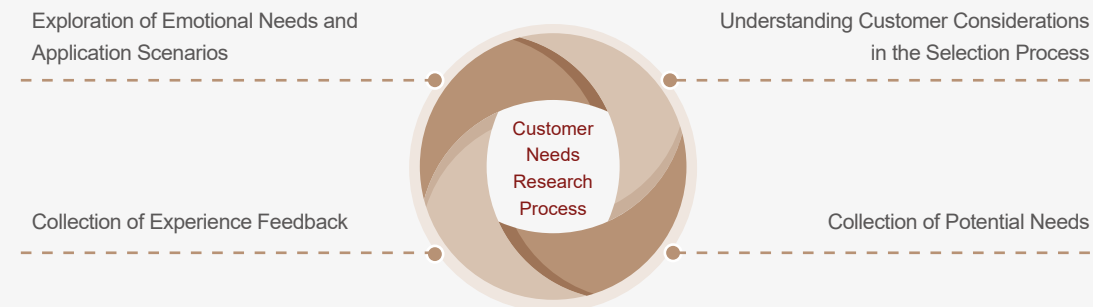 Exploration of Emotional Needs and
Application Scenarios
Understanding Customer Considerations
in the Selection Process
Customer
Needs
Research
Process
Collection of Experience Feedback
Collection of Potential Needs